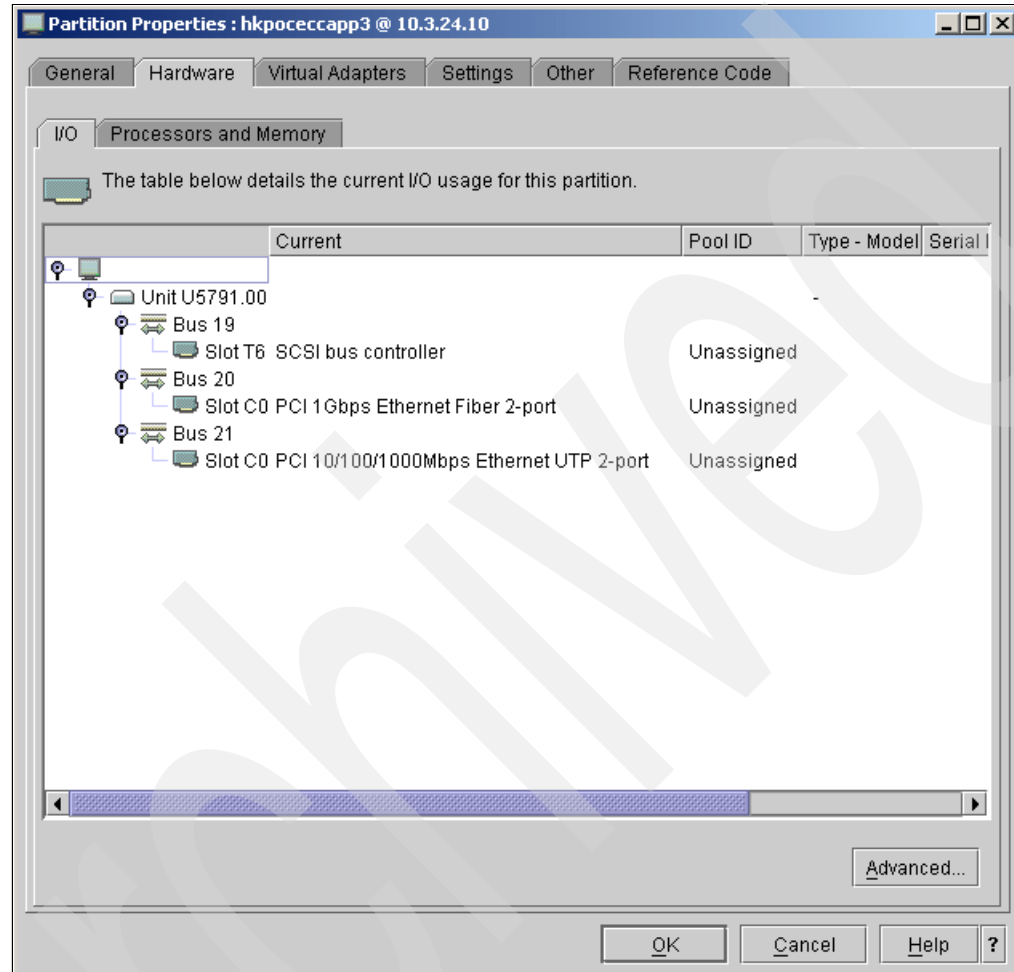 Partition Properties : hkpoceccapp3 @ 10.3.24.10
General Hardware Virtual Adapters Settings Other Reference Code
I/O Processors and Memory
The table below details the current I/O usage for this partition.
Current Pool ID Type - Model Serial
Unit U5791.00 -
Bus 19
Slot T6 SCSI bus controller Unassigned
Bus 20
Slot C0 PCI 1Gbps Ethernet Fiber 2-port Unassigned
Bus 21
Slot C0 PCI 10/100/1000Mbps Ethernet UTP 2-port Unassigned
Advanced...
OK Cancel Help ?